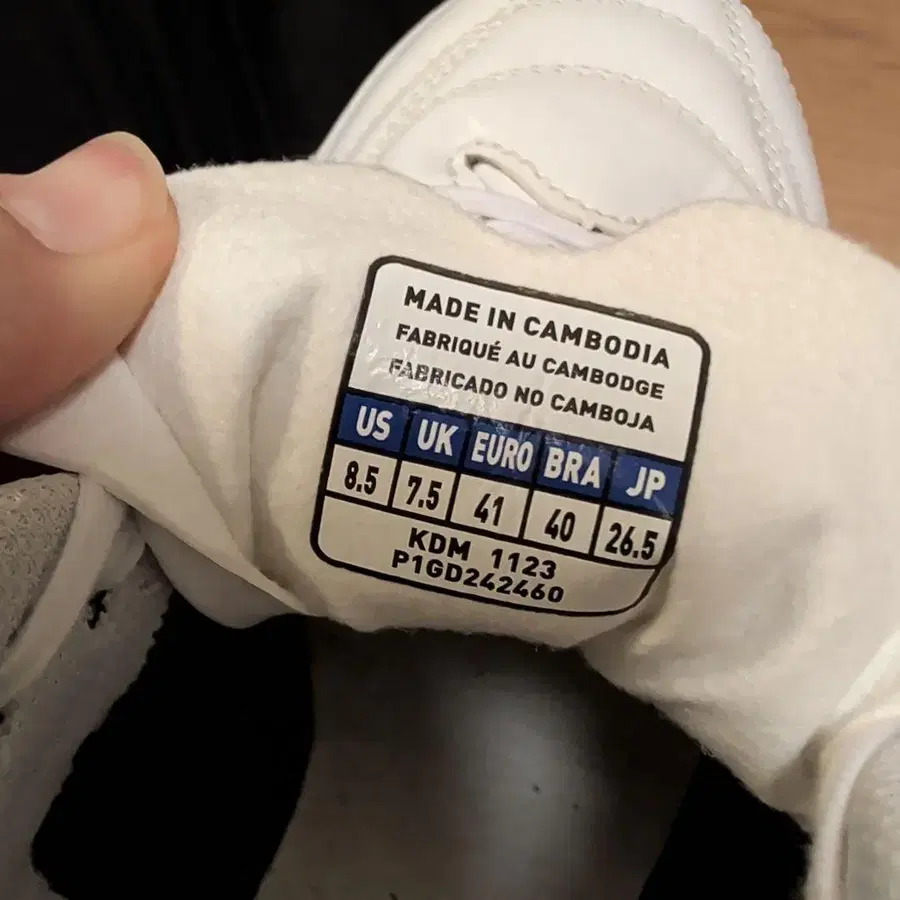 MADE IN CAMBODIA
FABRIQUÉ AU CAMBODGE
FABRICADO NO CAMBOJA
US UK EURO BRA JP
8.5 7.5 41 40 26.5
KDM 1123
P1GD242460